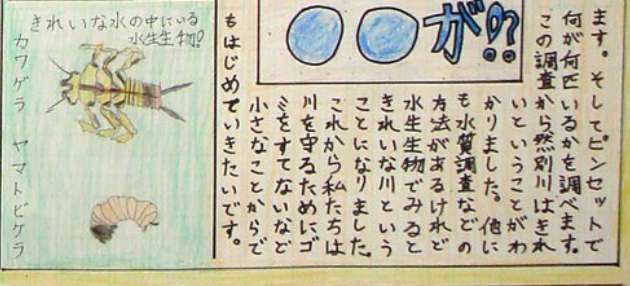 ○○が!?
ます。そしてピンセットで
何が何匹いるかを調べます。
この調査から然別川はきれ
いということがわ
かりました。他に
も水質調査などの
方法があるけれど
水生生物でみると
きれいな川という
ことになりました。
これから私たちは
川を守るためにゴ
ミをすてないなど
小さなことからで
もはじめていきたいです。
きれいな水の中にいる
水生生物!
カワゲラ
ヤマトビケラ